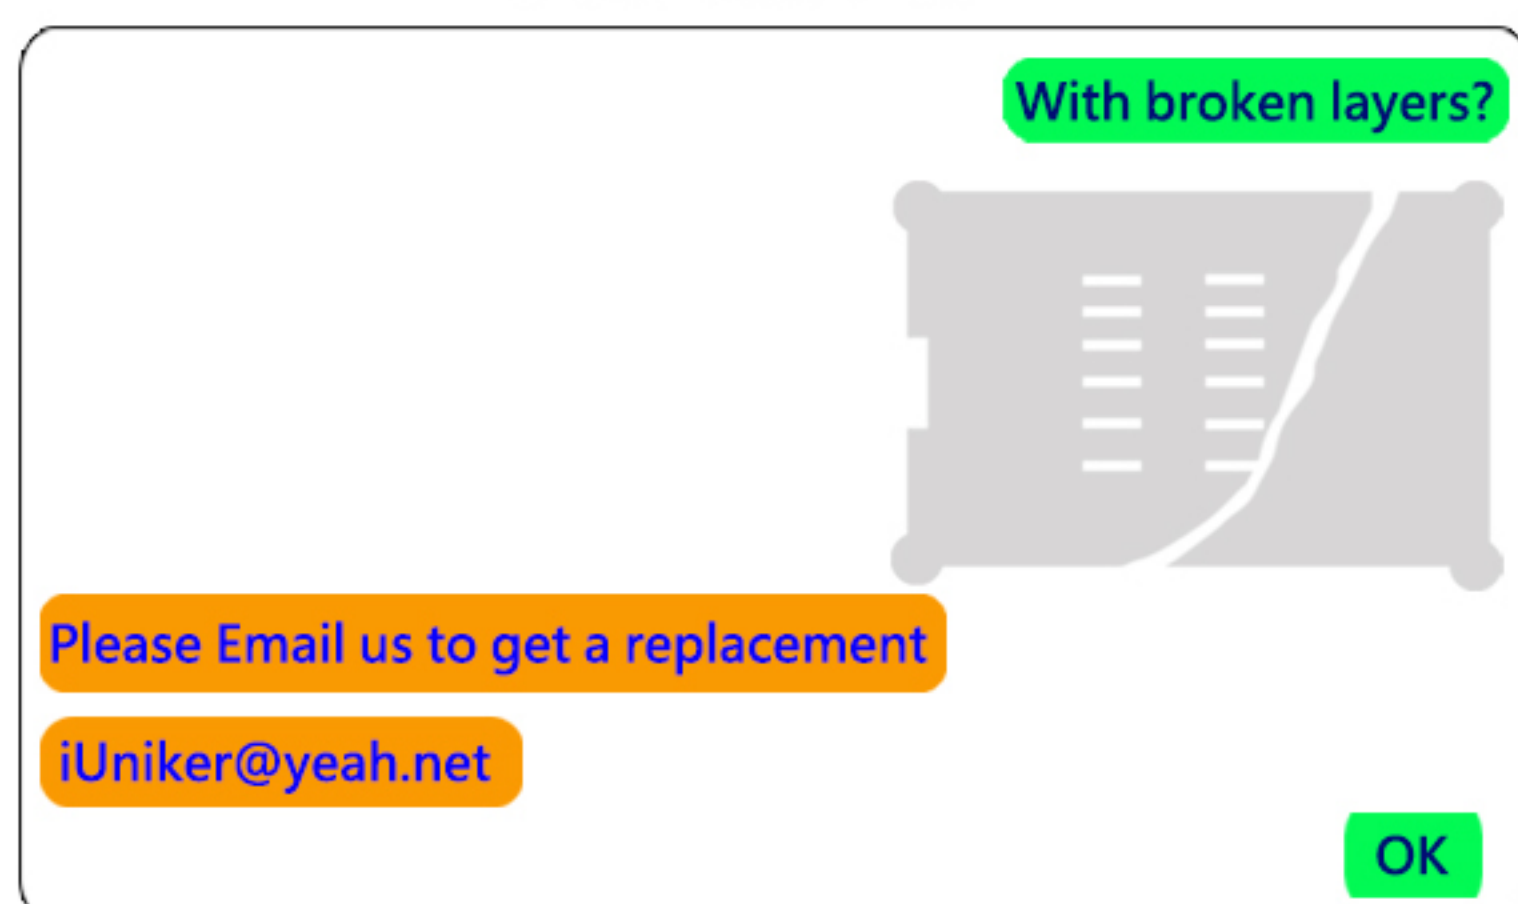 With broken layers?
Please Email us to get a replacement
iUniker@yeah.net
OK